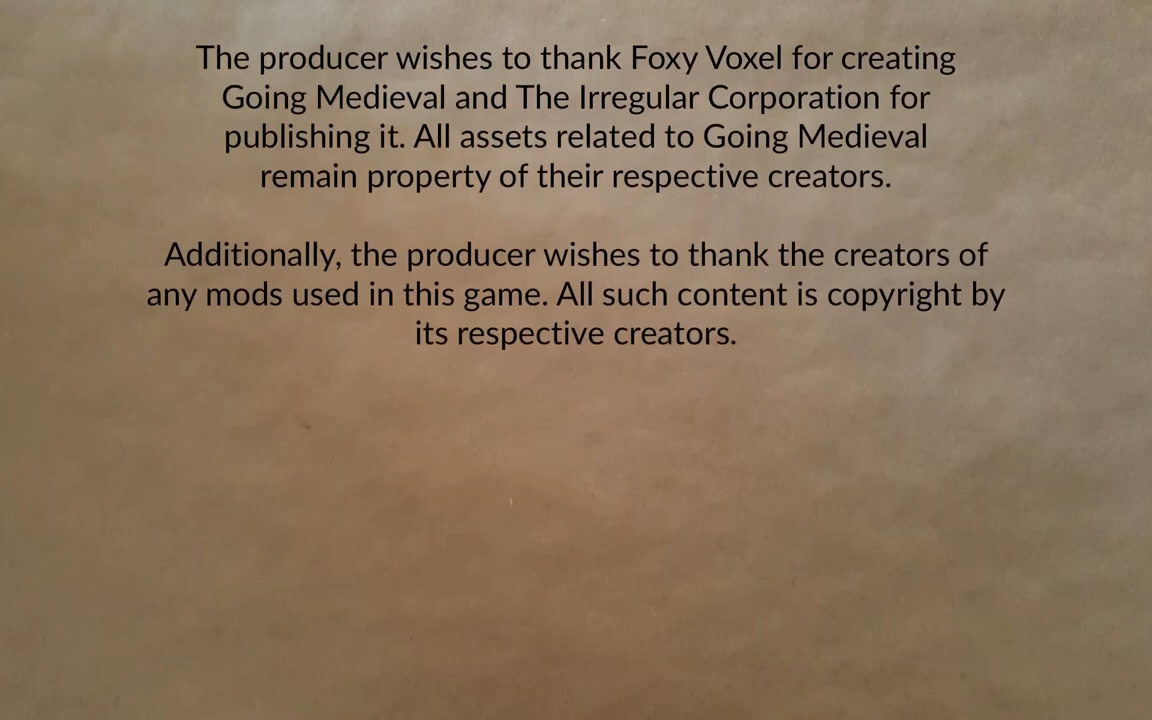 The producer wishes to thank Foxy Voxel for creating
Going Medieval and The Irregular Corporation for
publishing it. All assets related to Going Medieval
remain property of their respective creators.
Additionally, the producer wishes to thank the creators of
any mods used in this game. All such content is copyright by
its respective creators.